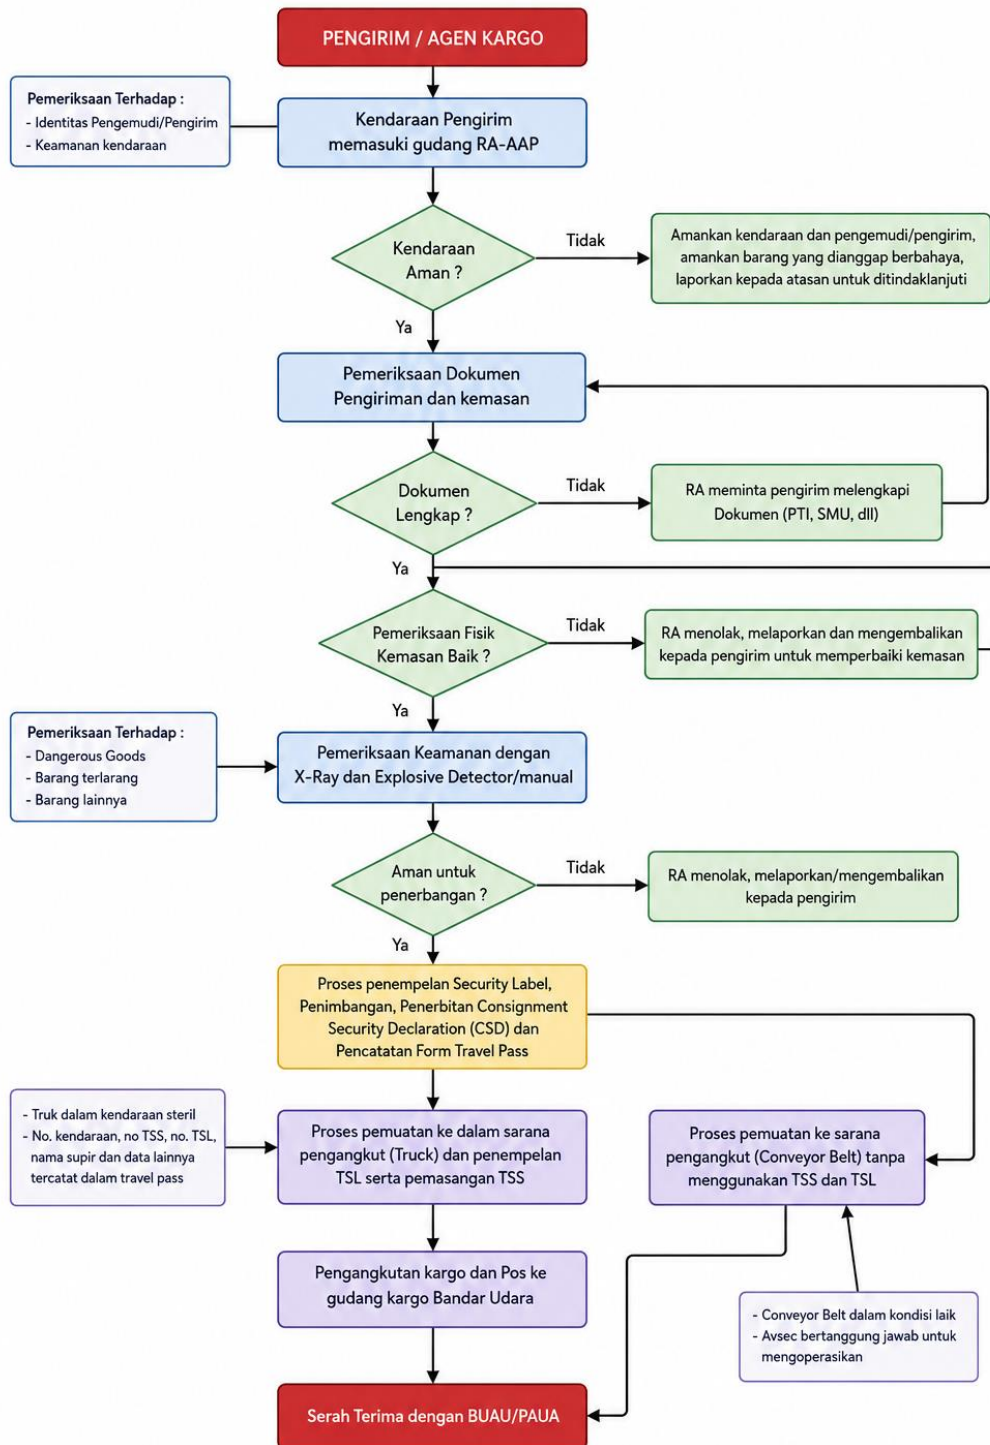 PENGIRIM / AGEN KARGO
Pemeriksaan Terhadap :
- Identitas Pengemudi/Pengirim
- Keamanan kendaraan
Kendaraan Pengirim
memasuki gudang RA-AAP
Kendaraan
Aman ?
Tidak
Amankan kendaraan dan pengemudi/pengirim,
amankan barang yang dianggap berbahaya,
laporkan kepada atasan untuk ditindaklanjuti
Ya
Pemeriksaan Dokumen
Pengiriman dan kemasan
Dokumen
Lengkap ?
Tidak
RA meminta pengirim melengkapi
Dokumen (PTI, SMU, dll)
Ya
Pemeriksaan Fisik
Kemasan Baik ?
Tidak
RA menolak, melaporkan dan mengembalikan
kepada pengirim untuk memperbaiki kemasan
Ya
Pemeriksaan Terhadap :
- Dangerous Goods
- Barang terlarang
- Barang lainnya
Pemeriksaan Keamanan dengan
X-Ray dan Explosive Detector/manual
Aman untuk
penerbangan ?
Tidak
RA menolak, melaporkan/mengembalikan
kepada pengirim
Ya
Proses penempelan Security Label,
Penimbangan, Penerbitan Consignment
Security Declaration (CSD) dan
Pencatatan Form Travel Pass
- Truk dalam kendaraan steril
- No. kendaraan, no TSS, no. TSL,
nama supir dan data lainnya
tercatat dalam travel pass
Proses pemuatan ke dalam sarana
pengangkut (Truck) dan penempelan
TSL serta pemasangan TSS
Proses pemuatan ke sarana
pengangkut (Conveyor Belt) tanpa
menggunakan TSS dan TSL
Pengangkutan kargo dan Pos ke
gudang kargo Bandar Udara
- Conveyor Belt dalam kondisi laik
- Avsec bertanggung jawab untuk
mengoperasikan
Serah Terima dengan BUAU/PAUA